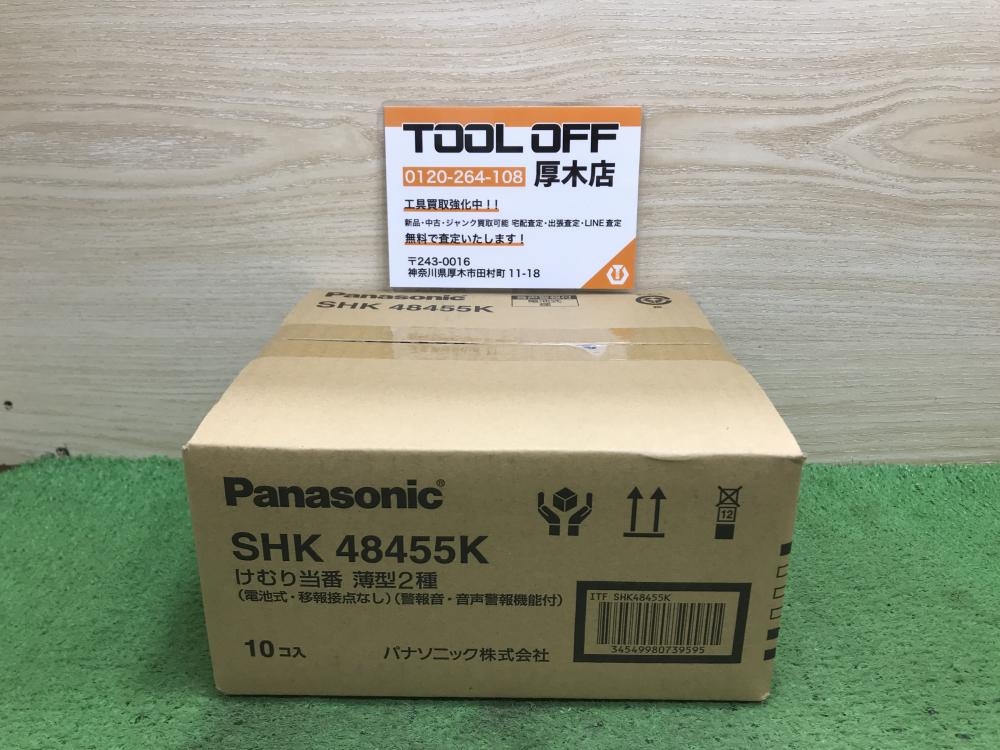 TOOL OFF
0120-264-108 厚木店
工具買取強化中！！
新品・中古・ジャンク買取可能 宅配査定・出張査定・LINE査定
無料で査定いたします！
〒243-0016
神奈川県厚木市田村町 11-18
Panasonic
SHK 48455K
電池式
Panasonic®
SHK 48455K
けむり当番 薄型2種
（電池式・移報接点なし）（警報音・音声警報機能付）
10コ入
パナソニック株式会社
12
ITF SHK48455K
34549980739595